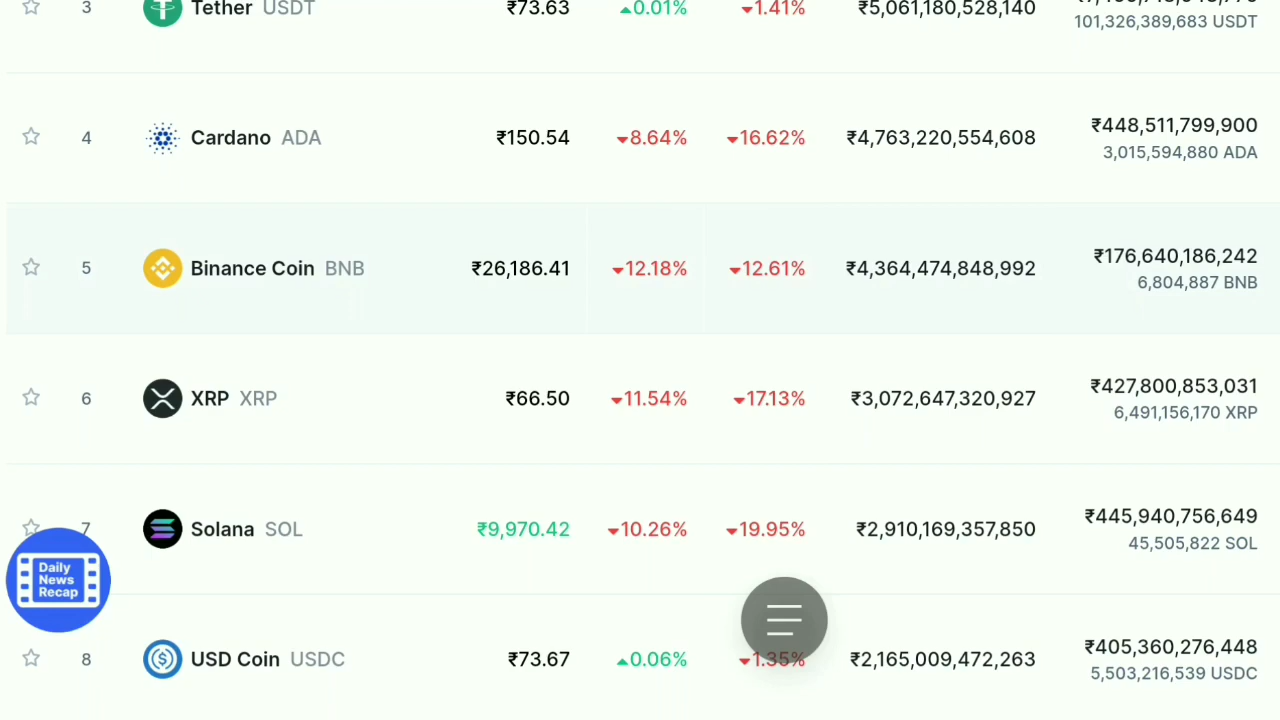 3 Tether USDT ₹73.63 0.01% 1.41% ₹5,061,180,528,140
101,326,389,683 USDT
4 Cardano ADA ₹150.54 8.64% 16.62% ₹4,763,220,554,608 ₹448,511,799,900
3,015,594,880 ADA
5 Binance Coin BNB ₹26,186.41 12.18% 12.61% ₹4,364,474,848,992 ₹176,640,186,242
6,804,887 BNB
6 XRP XRP ₹66.50 11.54% 17.13% ₹3,072,647,320,927 ₹427,800,853,031
6,491,156,170 XRP
7 Solana SOL ₹9,970.42 10.26% 19.95% ₹2,910,169,357,850 ₹445,940,756,649
45,505,822 SOL
Daily
News
Recap
8 USD Coin USDC ₹73.67 0.06% 1.35% ₹2,165,009,472,263 ₹405,360,276,448
5,503,216,539 USDC